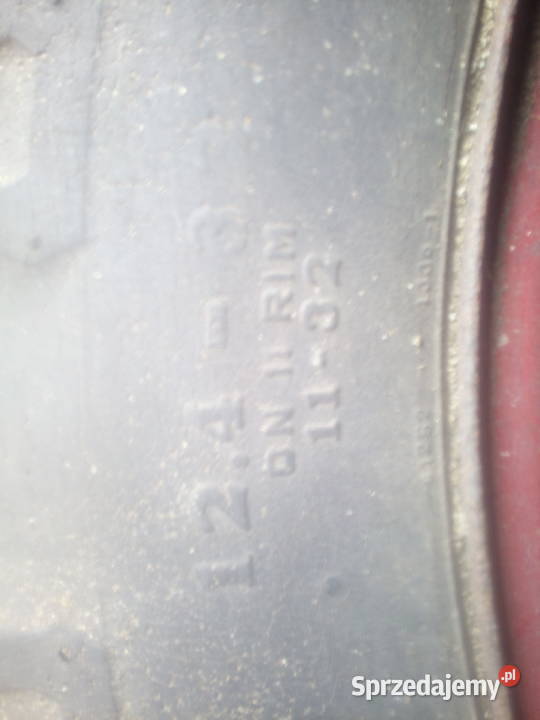 12.4 - 3
ON 11 RIM
11-32
Sprzedajemy.pl